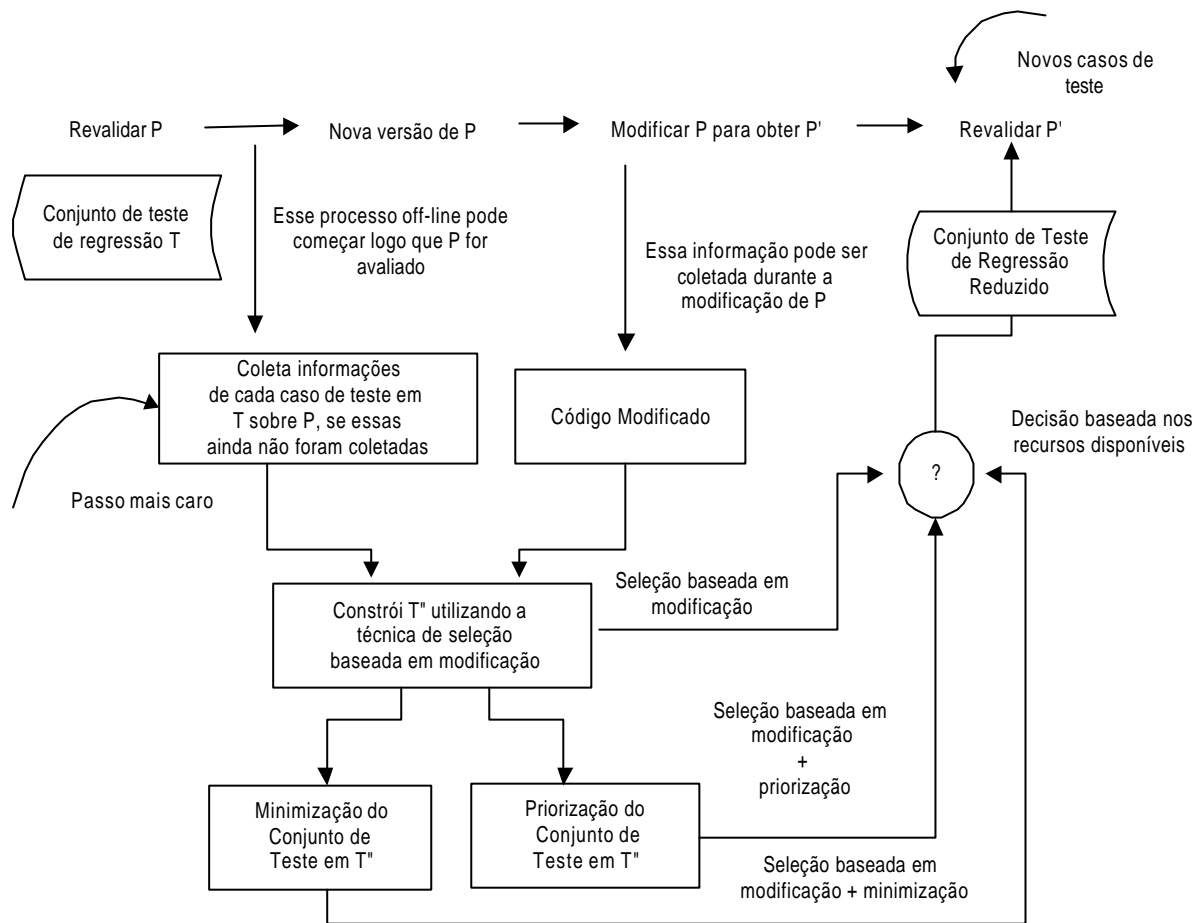 Novos casos de
teste
Revalidar P
Nova versão de P
Modificar P para obter P'
Revalidar P'
Conjunto de teste
de regressão T
Esse processo off-line pode
começar logo que P for
avaliado
Essa informação pode ser
coletada durante a
modificação de P
Conjunto de Teste
de Regressão
Reduzido
Coleta informações
de cada caso de teste em
T sobre P, se essas
ainda não foram coletadas
Código Modificado
Decisão baseada nos
recursos disponíveis
?
Passo mais caro
Constrói T" utilizando a
técnica de seleção
baseada em modificação
Seleção baseada em
modificação
Seleção baseada em
modificação
+
priorização
Minimização do
Conjunto de
Teste em T"
Priorização do
Conjunto de
Teste em T"
Seleção baseada em
modificação + minimização